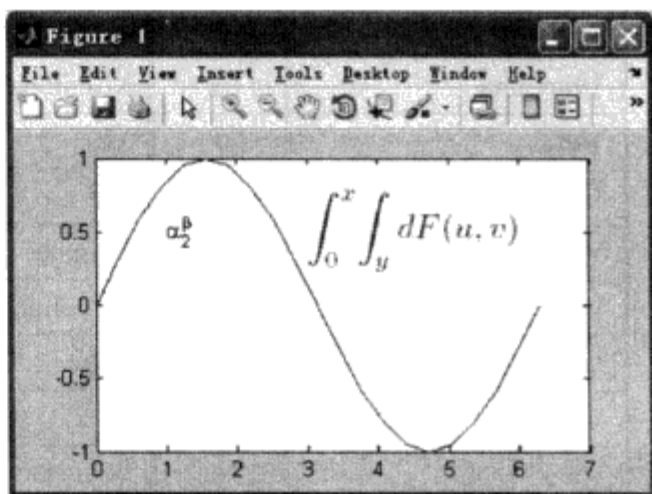 Figure 1
File Edit View Insert Tools Desktop Window Help
1
0.5
0
-0.5
-1
α₂^β
∫₀^x ∫_y dF(u, v)
0 1 2 3 4 5 6 7